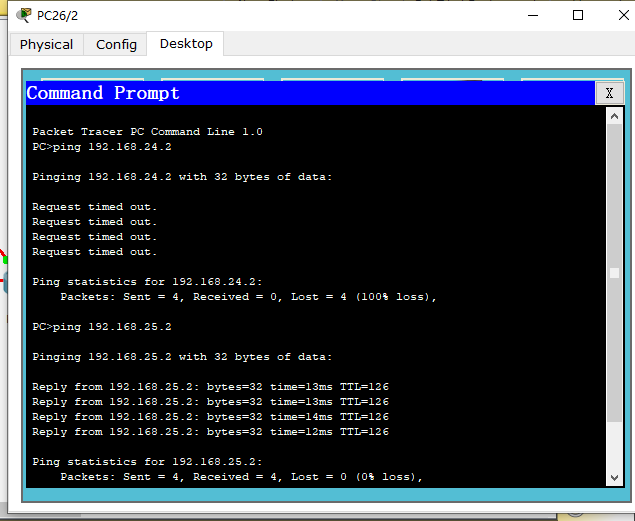 PC26/2
Physical Config Desktop
Command Prompt X
Packet Tracer PC Command Line 1.0
PC>ping 192.168.24.2
Pinging 192.168.24.2 with 32 bytes of data:
Request timed out.
Request timed out.
Request timed out.
Request timed out.
Ping statistics for 192.168.24.2:
Packets: Sent = 4, Received = 0, Lost = 4 (100% loss),
PC>ping 192.168.25.2
Pinging 192.168.25.2 with 32 bytes of data:
Reply from 192.168.25.2: bytes=32 time=13ms TTL=126
Reply from 192.168.25.2: bytes=32 time=13ms TTL=126
Reply from 192.168.25.2: bytes=32 time=14ms TTL=126
Reply from 192.168.25.2: bytes=32 time=12ms TTL=126
Ping statistics for 192.168.25.2:
Packets: Sent = 4, Received = 4, Lost = 0 (0% loss),